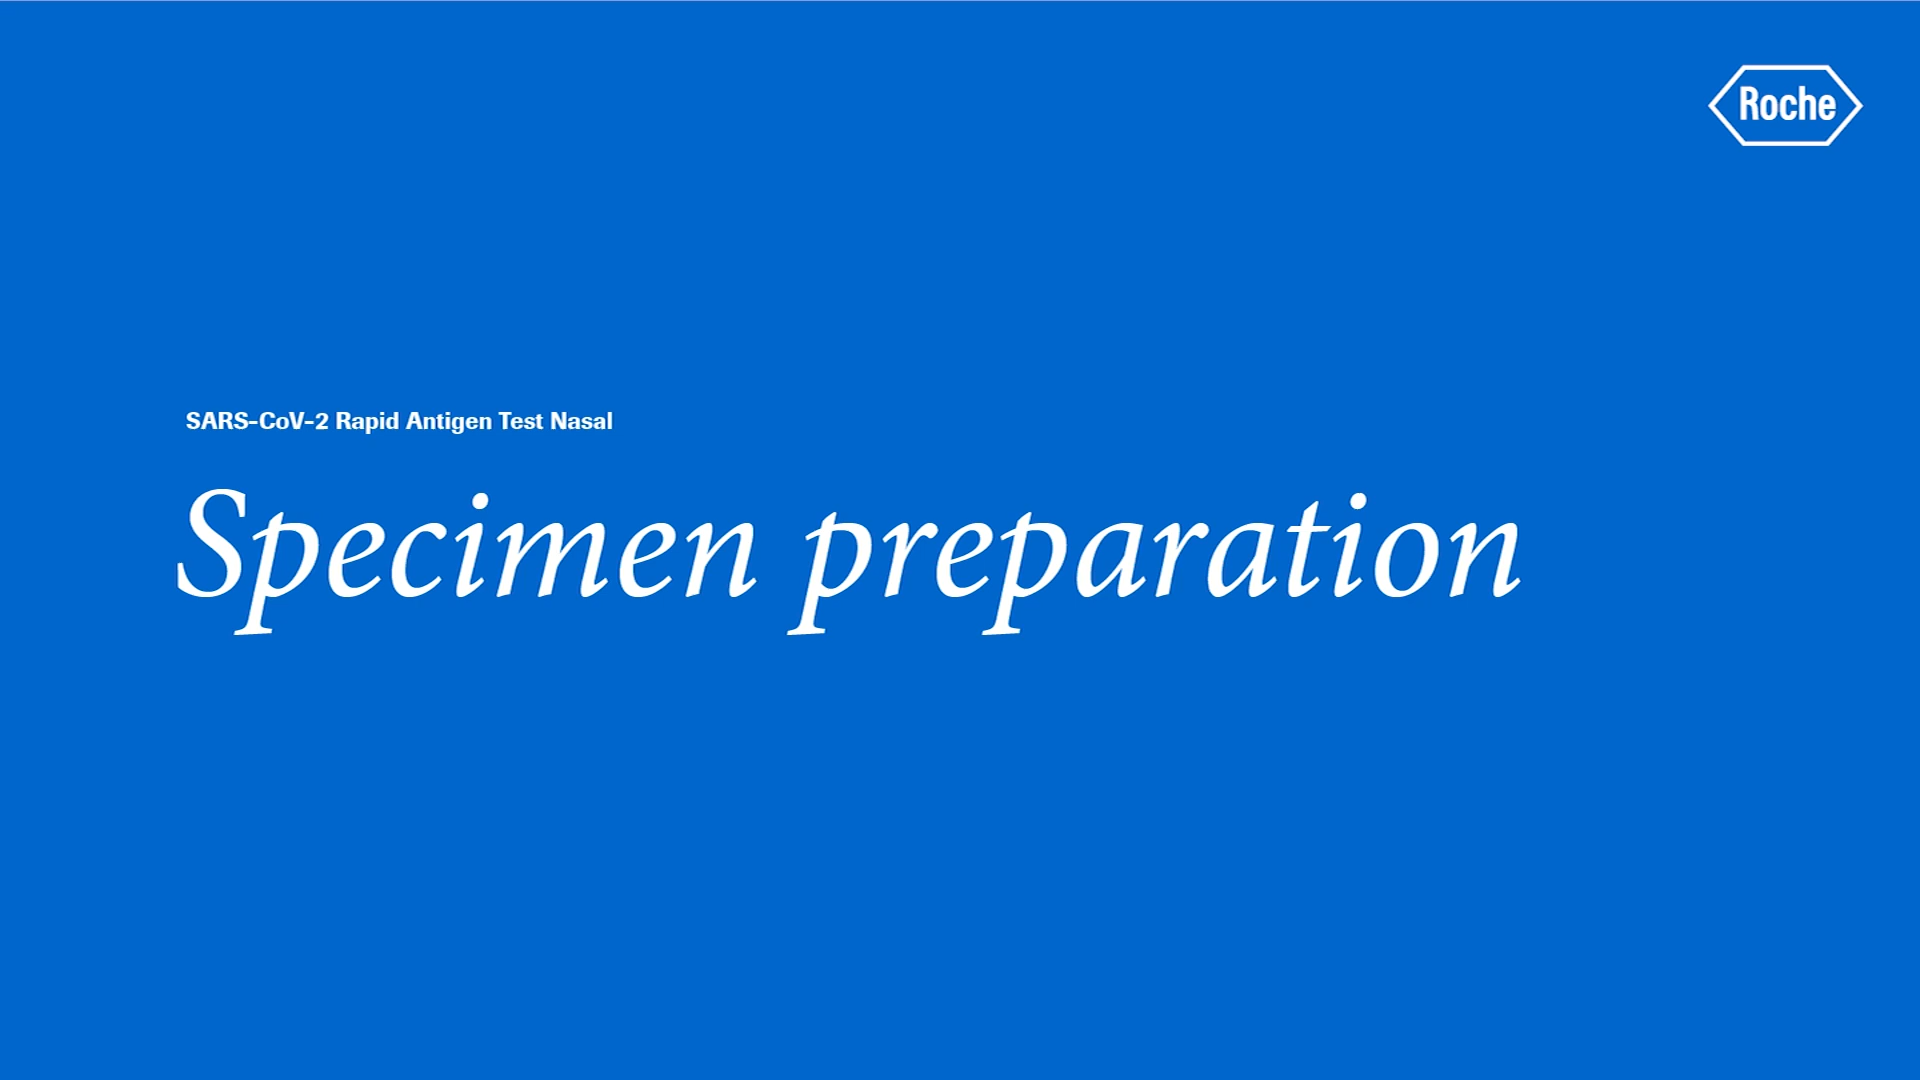 Roche
SARS-CoV-2 Rapid Antigen Test Nasal
Specimen preparation